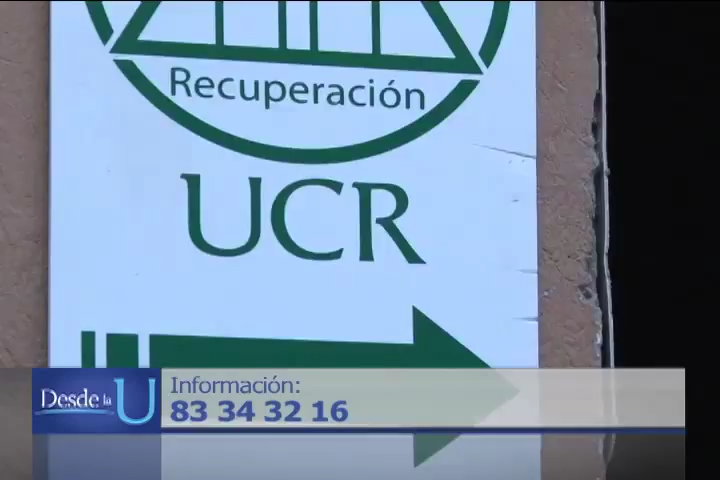 Recuperación
UCR
Desde la U
Información:
83 34 32 16